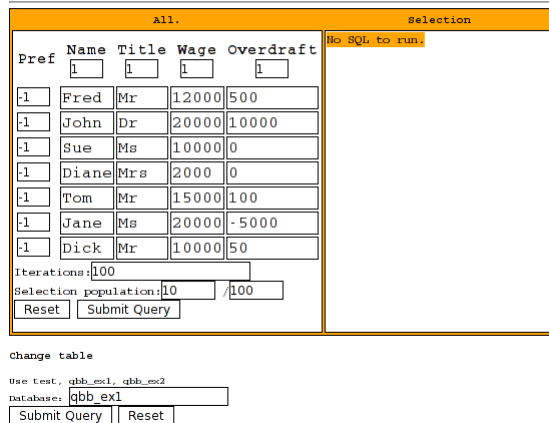 All. Selection
No SQL to run.
Pref Name Title Wage Overdraft
1 1 1 1
-1 Fred Mr 12000 500
-1 John Dr 20000 10000
-1 Sue Ms 10000 0
-1 Diane Mrs 2000 0
-1 Tom Mr 15000 100
-1 Jane Ms 20000 -5000
-1 Dick Mr 10000 50
Iterations: 100
Selection population: 10 / 100
Reset Submit Query
Change table
Use test, qbb_ex1, qbb_ex2
Database: qbb_ex1
Submit Query Reset